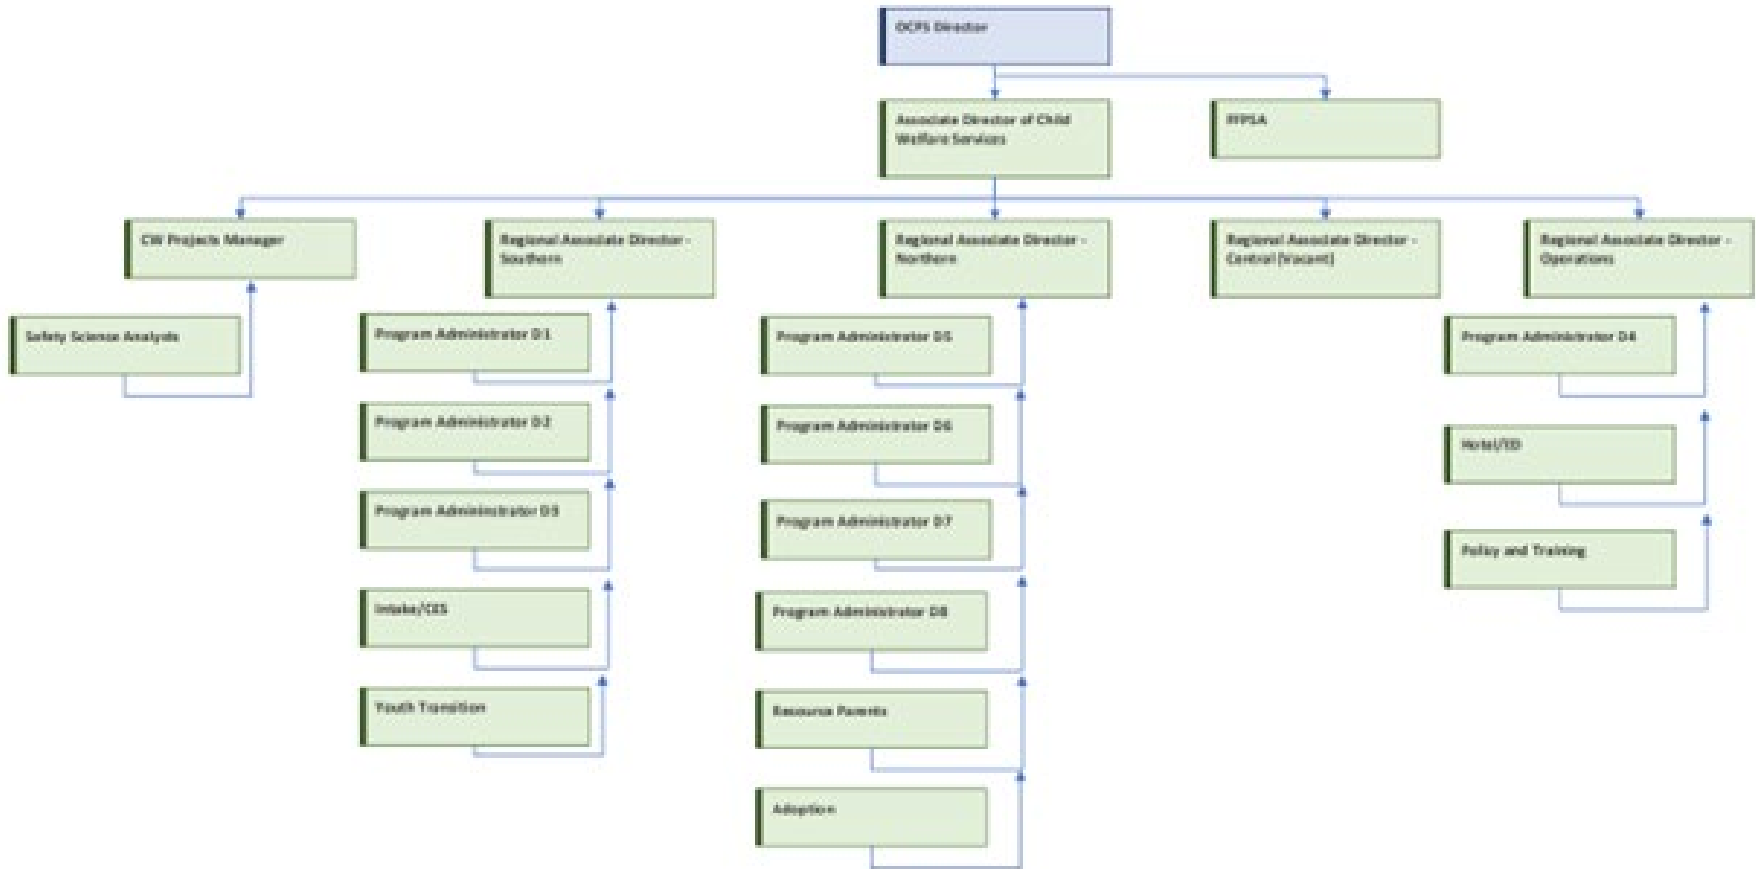 OCFS Director
Associate Director of Child
Welfare Services
FFPSA
CW Projects Manager
Regional Associate Director -
Southern
Regional Associate Director -
Northern
Regional Associate Director -
Central (Vacant)
Regional Associate Director -
Operations
Safety Science Analysts
Program Administrator D1
Program Administrator D2
Program Admininstrator D3
Intake/CES
Youth Transition
Program Administrator D5
Program Administrator D6
Program Administrator D7
Program Administrator D8
Resource Parents
Adoption
Program Administrator D4
Hotel/ED
Policy and Training